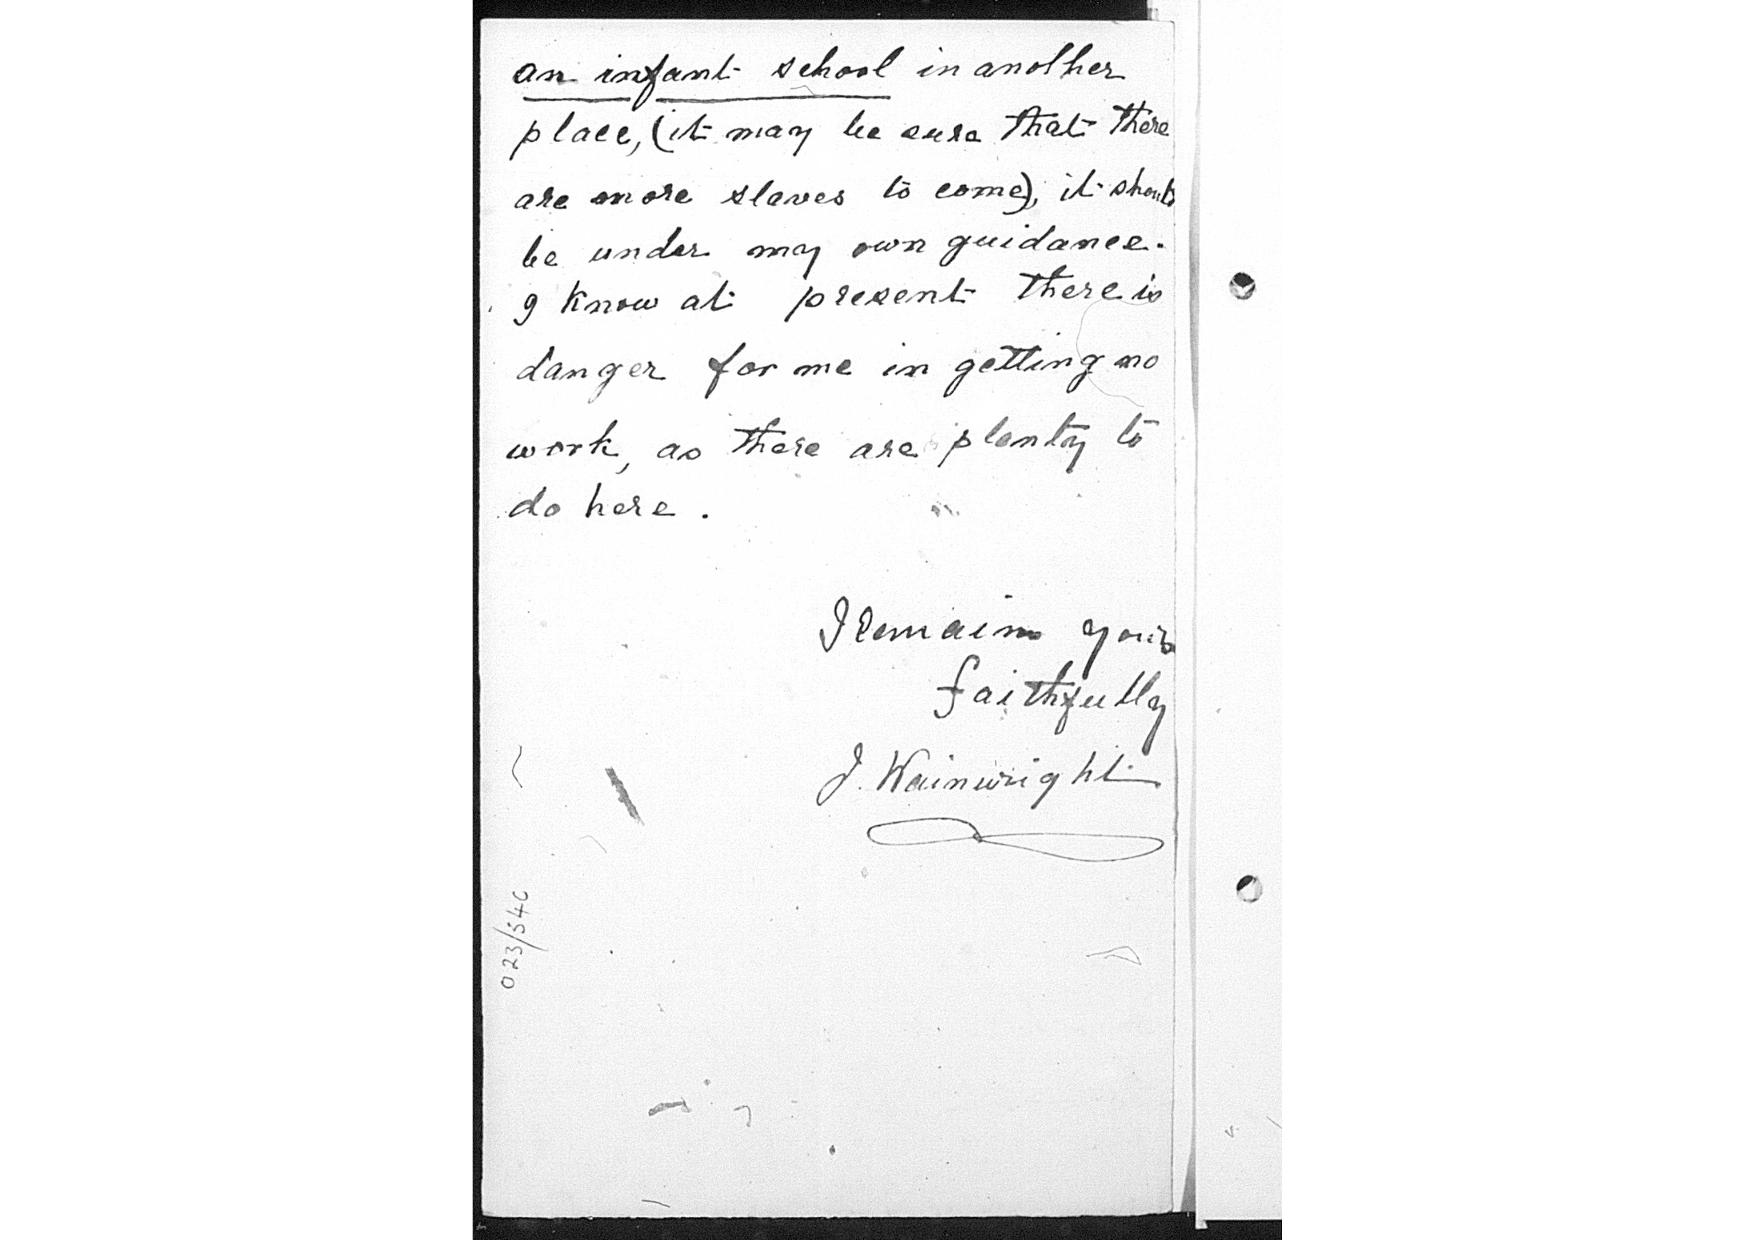 an infant school in another
place, (it may be sure that there
are more slaves to come), it should
be under my own guidance.
I know at present there is
danger for me in getting no
work, as there are plenty to
do here.
I remain yours
faithfully
J. Wainwright
023/54C